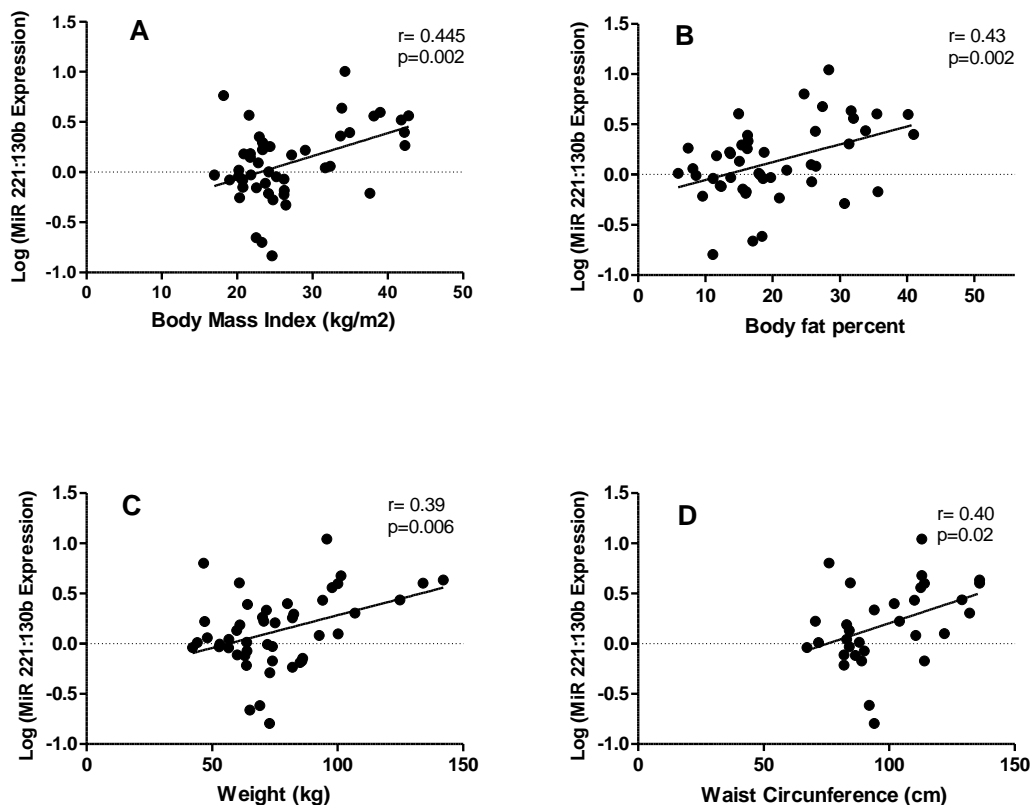 A
r= 0.445
p=0.002
Log (MiR 221:130b Expression)
1.5
1.0
0.5
0.0
-0.5
-1.0
0 10 20 30 40 50
Body Mass Index (kg/m2)
B
r= 0.43
p=0.002
Log (MiR 221:130b Expression)
1.5
1.0
0.5
0.0
-0.5
-1.0
0 10 20 30 40 50
Body fat percent
C
r= 0.39
p=0.006
Log (MiR 221:130b Expression)
1.5
1.0
0.5
0.0
-0.5
-1.0
0 50 100 150
Weight (kg)
D
r= 0.40
p=0.02
Log (MiR 221:130b Expression)
1.5
1.0
0.5
0.0
-0.5
-1.0
0 50 100 150
Waist Circunference (cm)